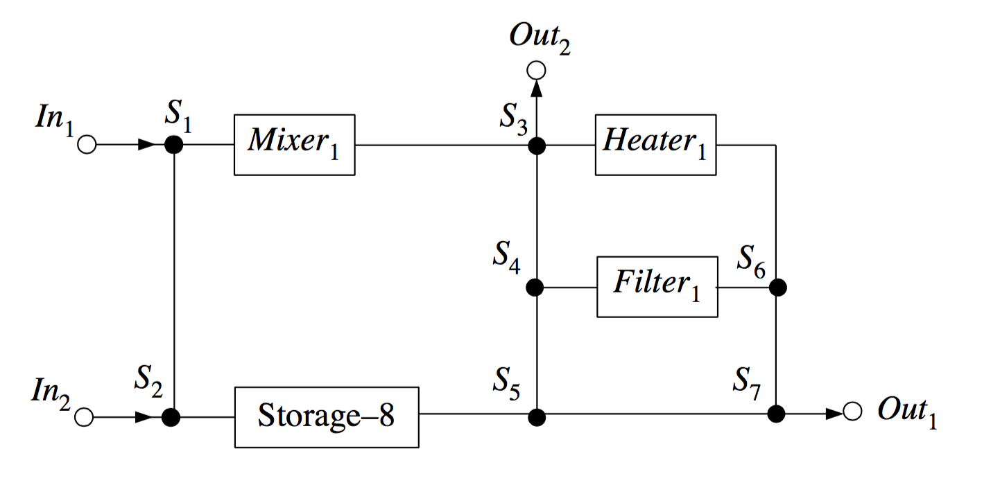 Out₂
In₁
S₁
Mixer₁
S₃
Heater₁
S₄
Filter₁
S₆
In₂
S₂
Storage–8
S₅
S₇
Out₁